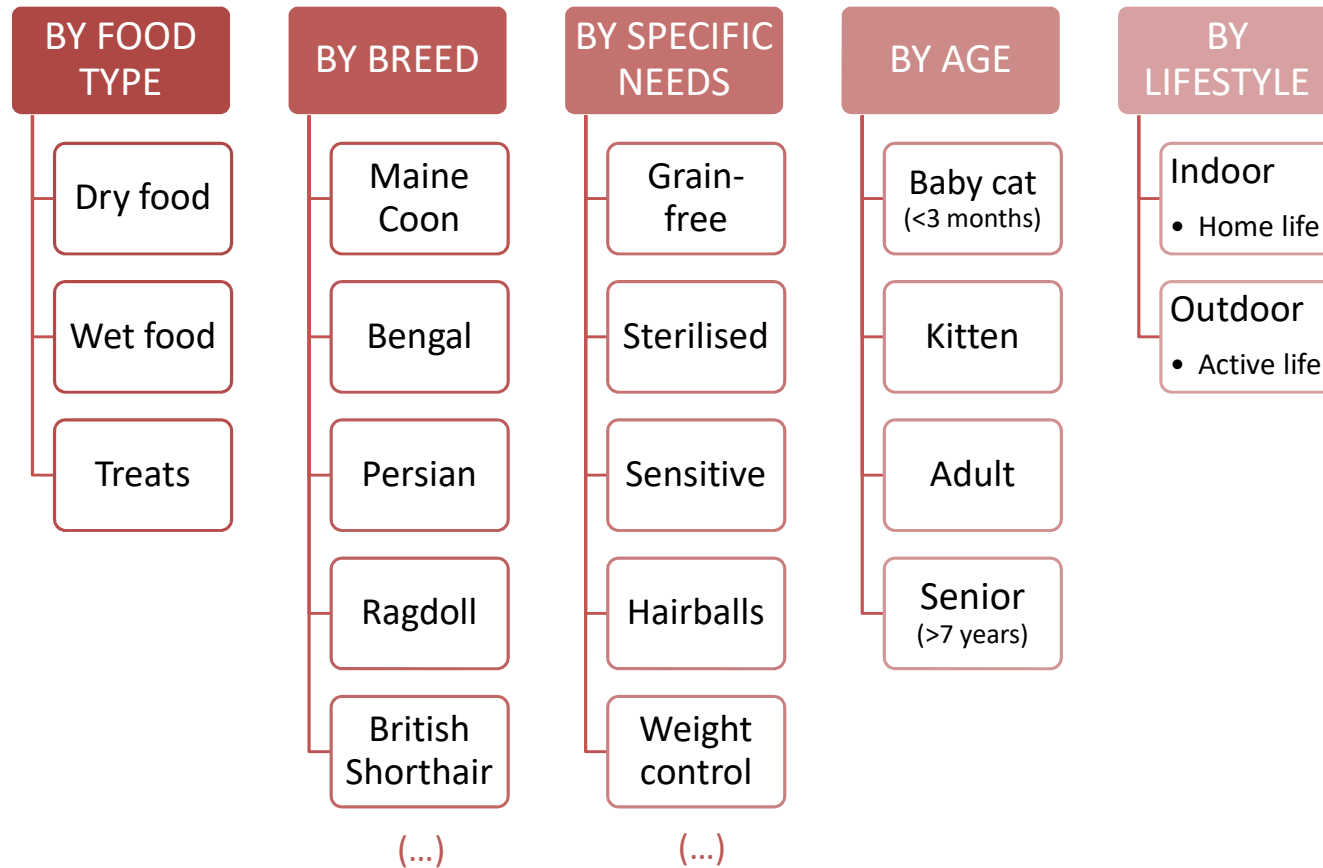 BY FOOD
TYPE
Dry food
Wet food
Treats
BY BREED
Maine
Coon
Bengal
Persian
Ragdoll
British
Shorthair
(...)
BY SPECIFIC
NEEDS
Grain-
free
Sterilised
Sensitive
Hairballs
Weight
control
(...)
BY AGE
Baby cat
(<3 months)
Kitten
Adult
Senior
(>7 years)
BY
LIFESTYLE
Indoor
• Home life
Outdoor
• Active life